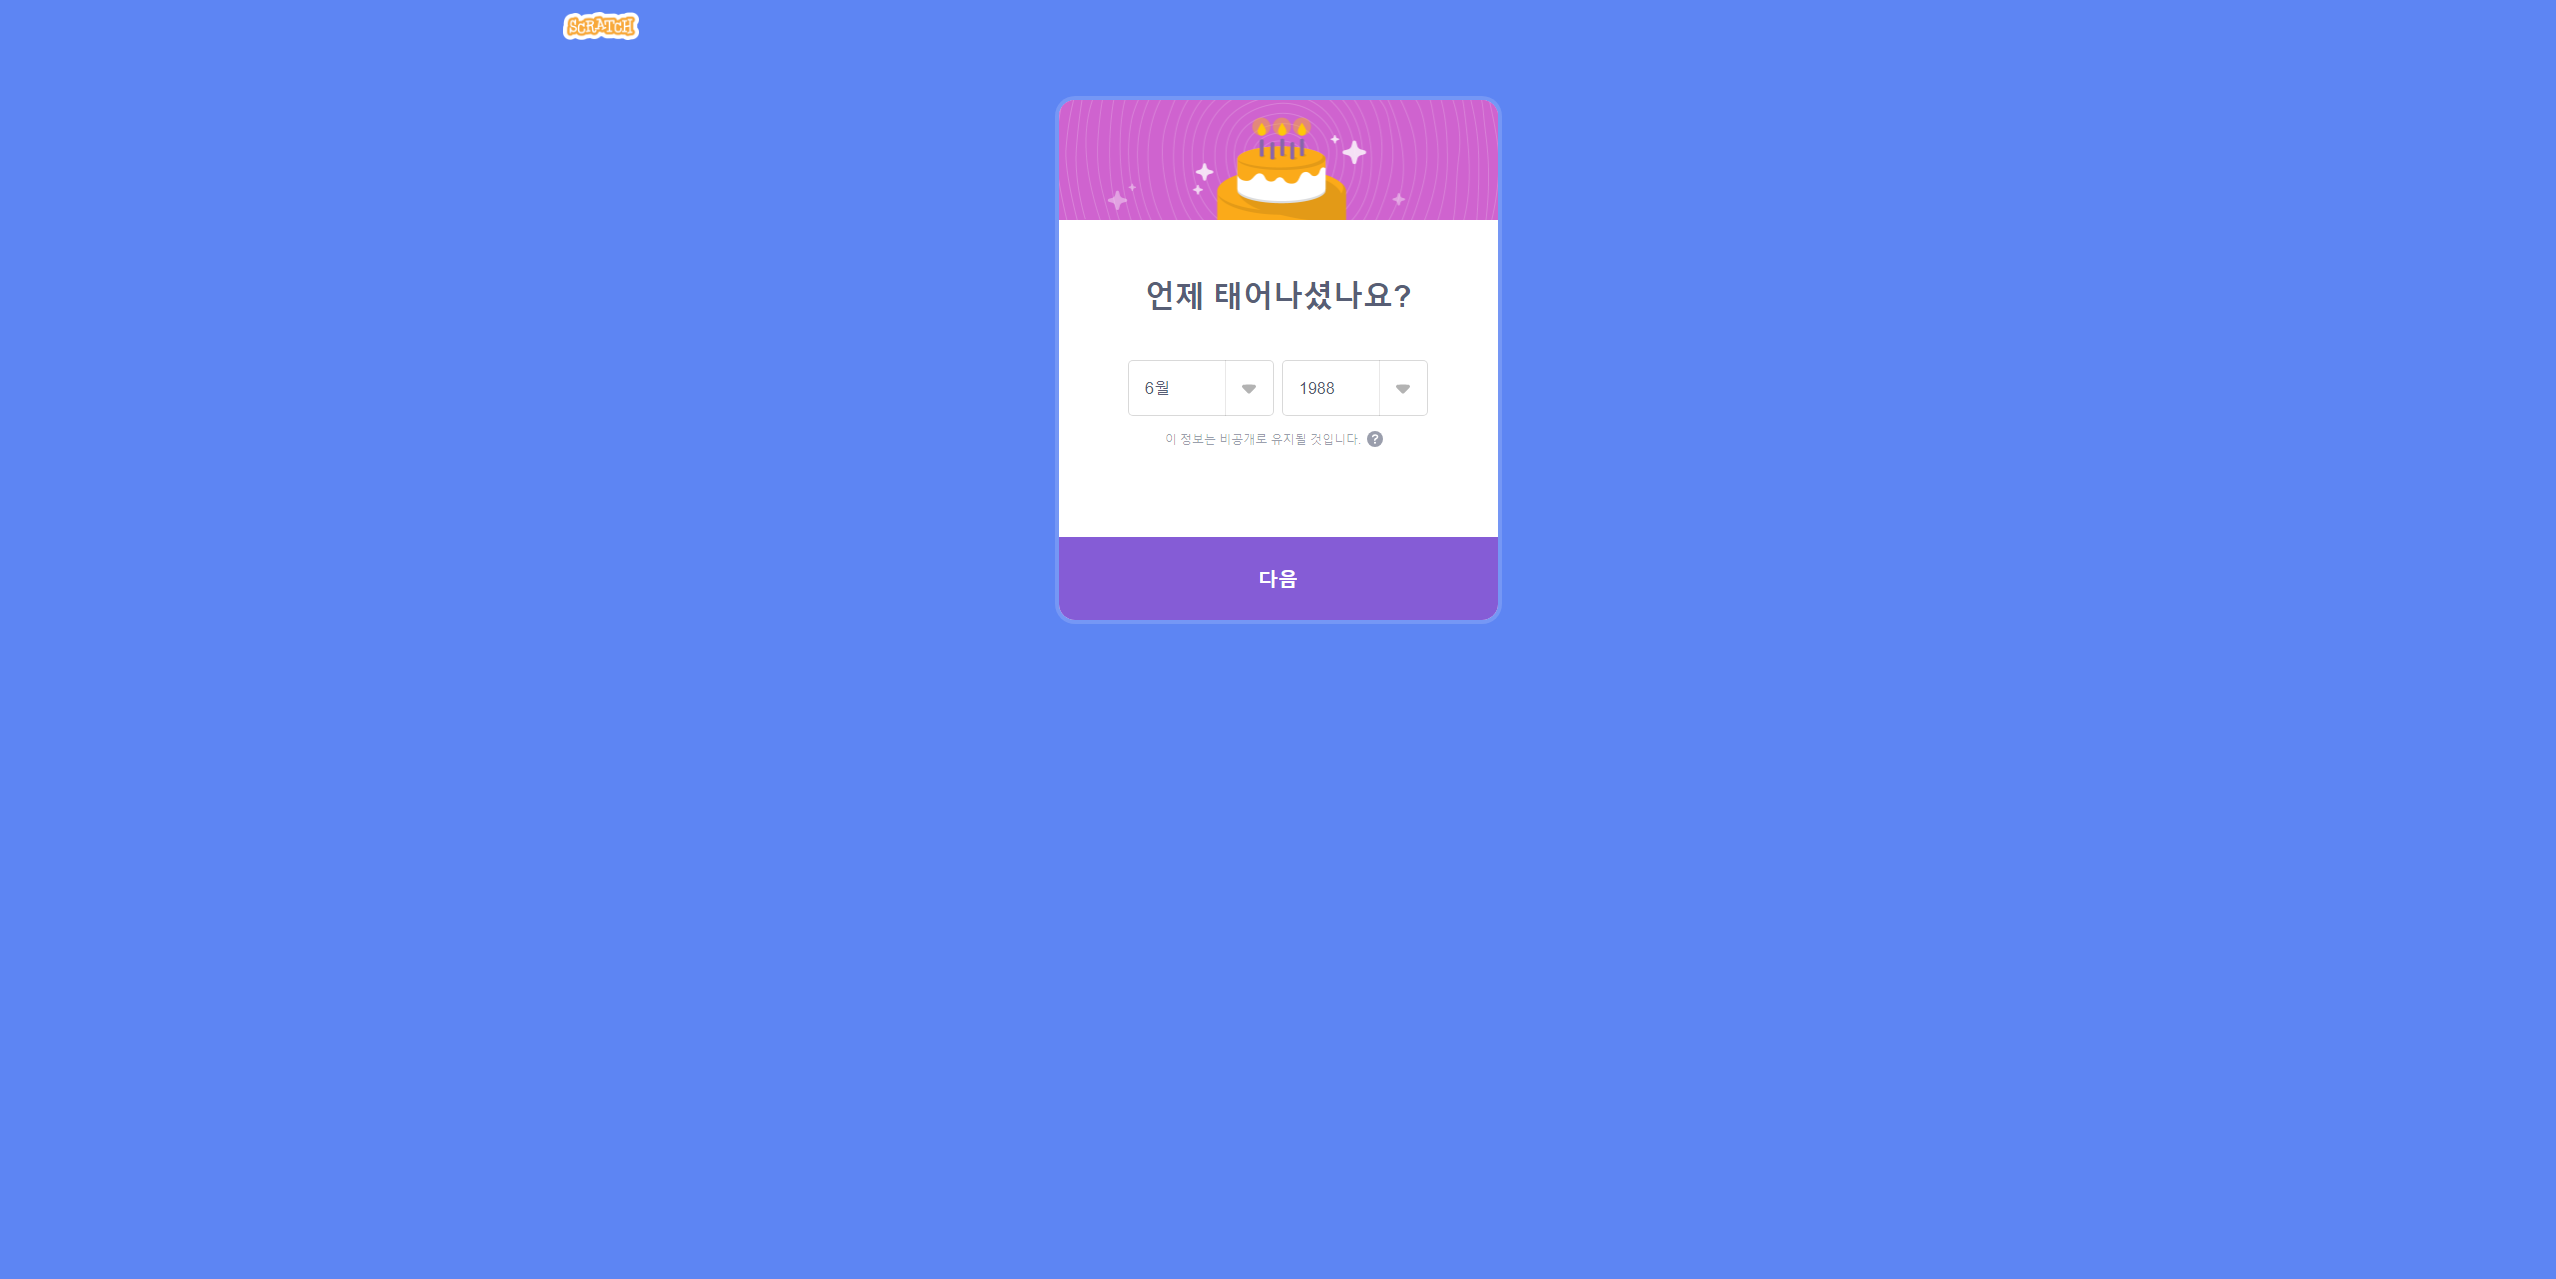 SCRATCH
언제 태어나셨나요?
6월
1988
이 정보는 비공개로 유지될 것입니다. ?
다음